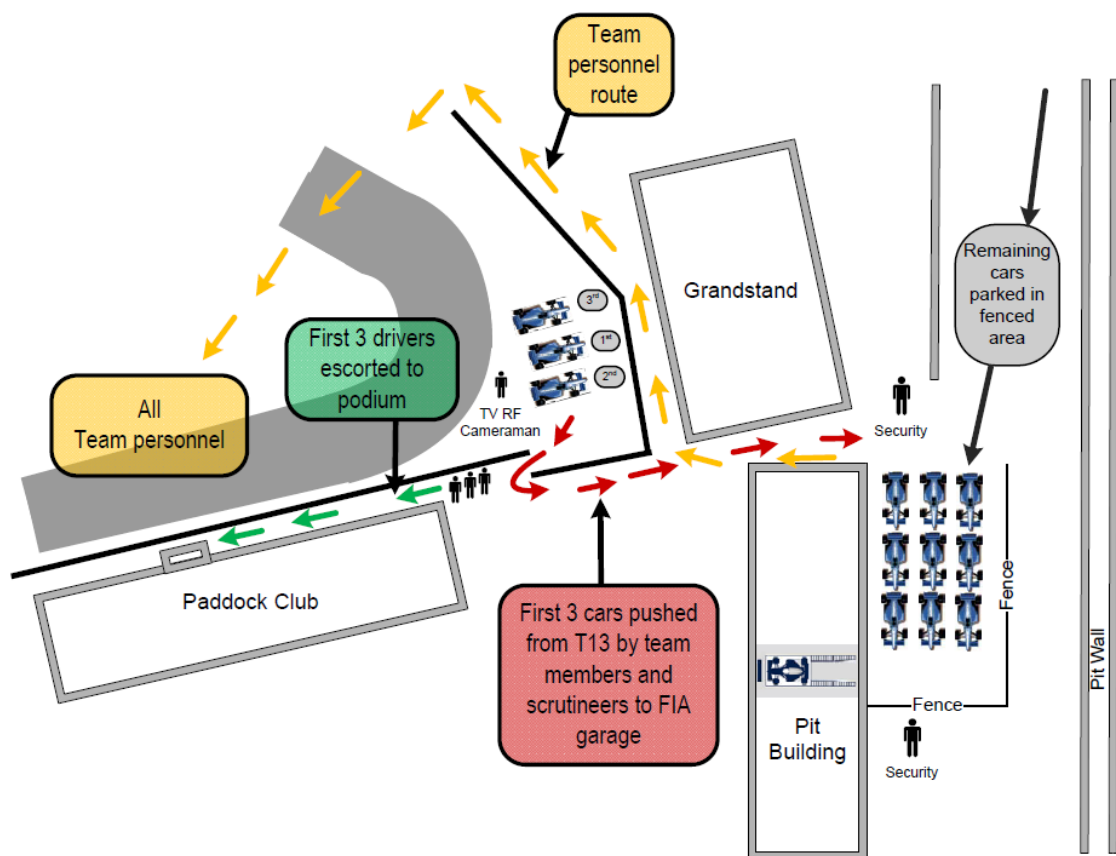 Team
personnel
route
Remaining
cars
parked in
fenced
area
Grandstand
3rd
1st
2nd
First 3 drivers
escorted to
podium
All
Team personnel
TV RF
Cameraman
Security
Paddock Club
First 3 cars pushed
from T13 by team
members and
scrutineers to FIA
garage
Fence
Pit Wall
Fence
Pit
Building
Security